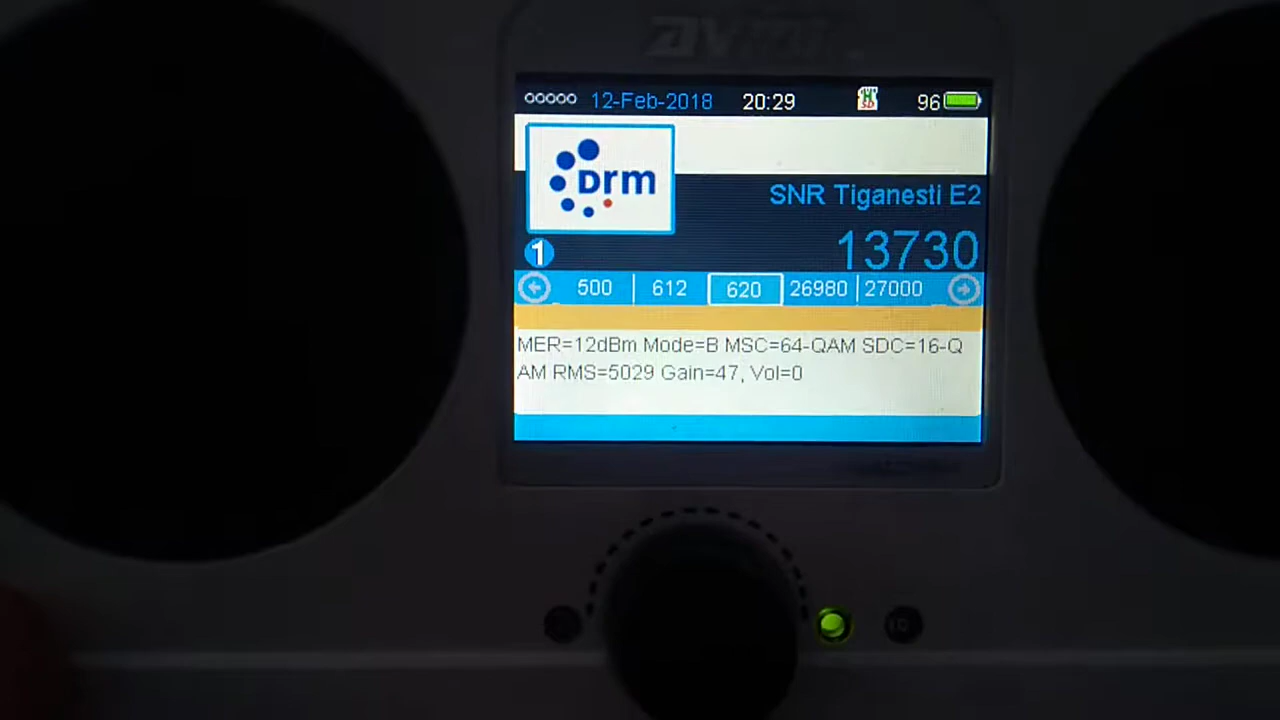 12-Feb-2018 20:29 96
Drm
SNR Tiganesti E2
1
13730
500 612 620 26980 27000
MER=12dBm Mode=B MSC=64-QAM SDC=16-Q
AM RMS=5029 Gain=47, Vol=0